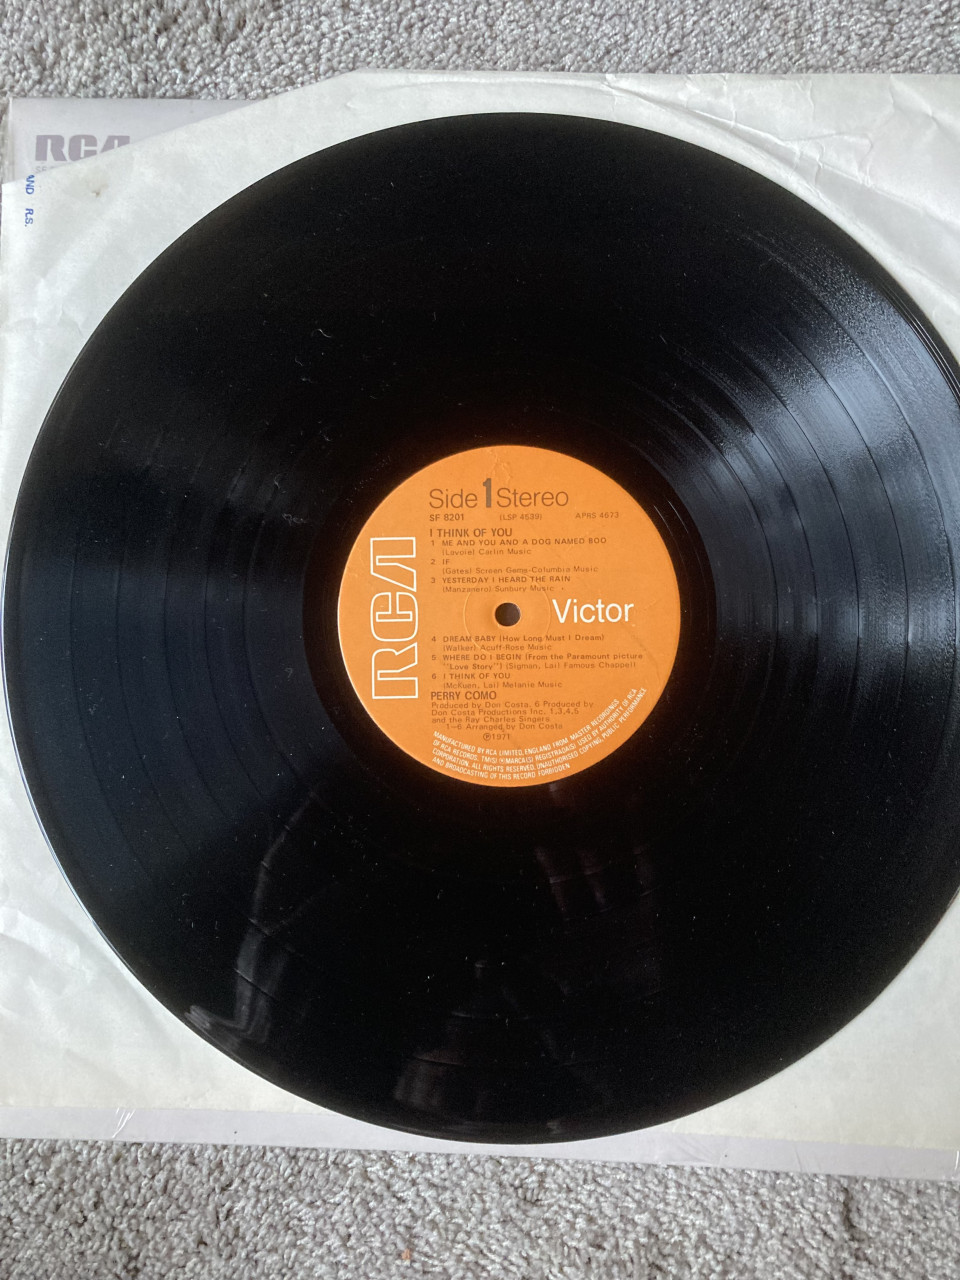 RCA
AND R.S.
Side 1 Stereo
SF 8201 (LSP 4539) APRS 4673
I THINK OF YOU
1 ME AND YOU AND A DOG NAMED BOO
(Lavoie) Carlin Music
2 IF
(Gates) Screen Gems-Columbia Music
3 YESTERDAY I HEARD THE RAIN
(Manzanero) Sunbury Music
RCA
Victor
4 DREAM BABY (How Long Must I Dream)
(Walker) Acuff-Rose Music
5 WHERE DO I BEGIN (From the Paramount picture
"Love Story") (Sigman, Lai) Famous Chappell
6 I THINK OF YOU
(McKuen, Lai) Melanie Music
PERRY COMO
Produced by Don Costa, 6 Produced by
Don Costa Productions Inc. 1,3,4,5
and the Ray Charles Singers
1–6 Arranged by Don Costa
℗1971
MANUFACTURED BY RCA LIMITED, ENGLAND FROM MASTER RECORDINGS
OF RCA RECORDS. TM(S) ® MARCA(S) REGISTRADA(S) USED BY AUTHORITY OF RCA
CORPORATION. ALL RIGHTS RESERVED. UNAUTHORISED COPYING, PUBLIC PERFORMANCE
AND BROADCASTING OF THIS RECORD FORBIDDEN